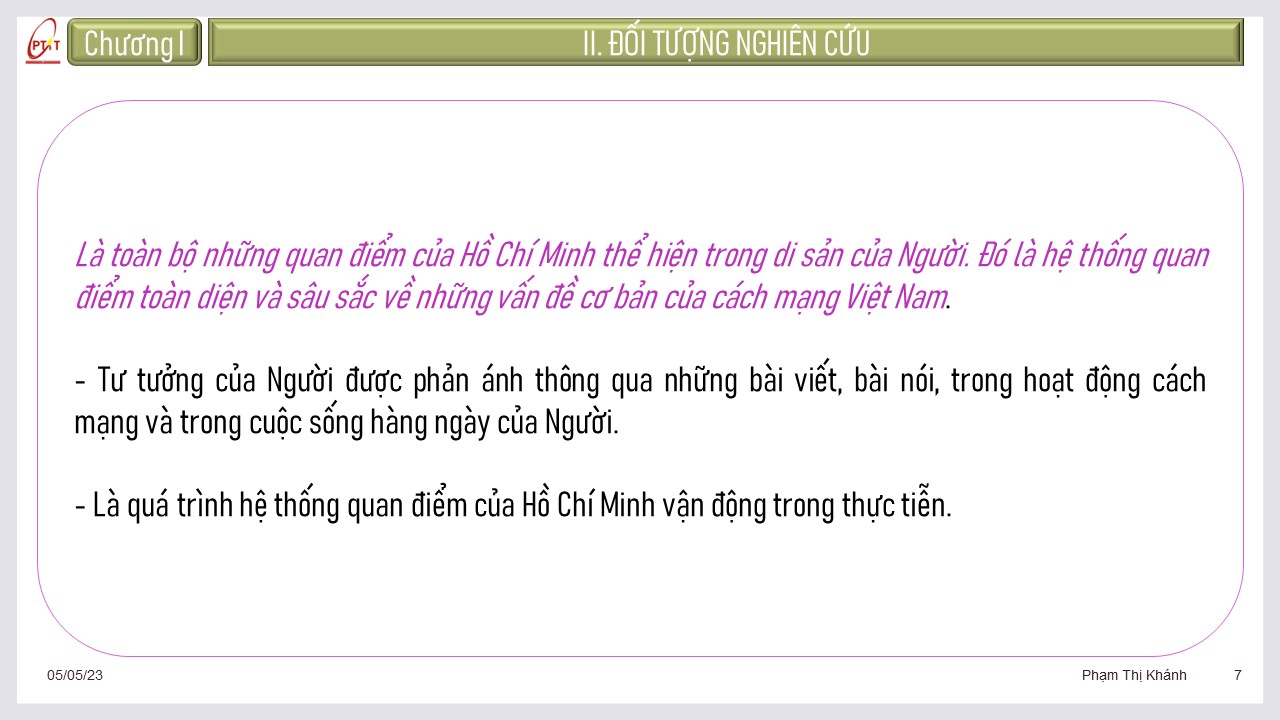 PTIT
Chương I
II. ĐỐI TƯỢNG NGHIÊN CỨU
Là toàn bộ những quan điểm của Hồ Chí Minh thể hiện trong di sản của Người. Đó là hệ thống quan
điểm toàn diện và sâu sắc về những vấn đề cơ bản của cách mạng Việt Nam.
- Tư tưởng của Người được phản ánh thông qua những bài viết, bài nói, trong hoạt động cách
mạng và trong cuộc sống hàng ngày của Người.
- Là quá trình hệ thống quan điểm của Hồ Chí Minh vận động trong thực tiễn.
05/05/23
Phạm Thị Khánh
7